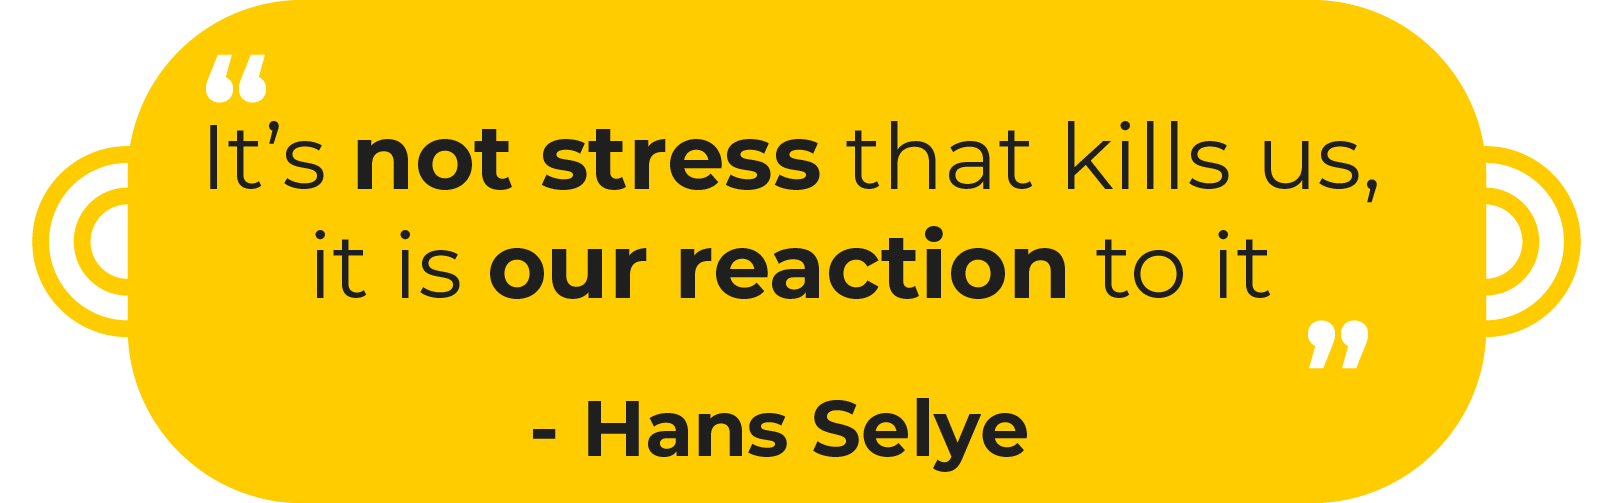 “
It’s not stress that kills us,
it is our reaction to it
”
- Hans Selye